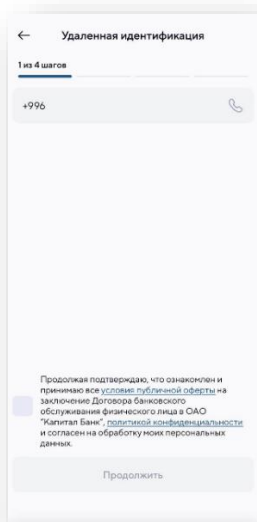 Удаленная идентификация
1 из 4 шагов
+996
Продолжая подтверждаю, что ознакомлен и
принимаю все условия публичной оферты на
заключение Договора банковского
обслуживания физического лица в ОАО
"Капитал Банк", политикой конфиденциальности
и согласен на обработку моих персональных
данных.
Продолжить